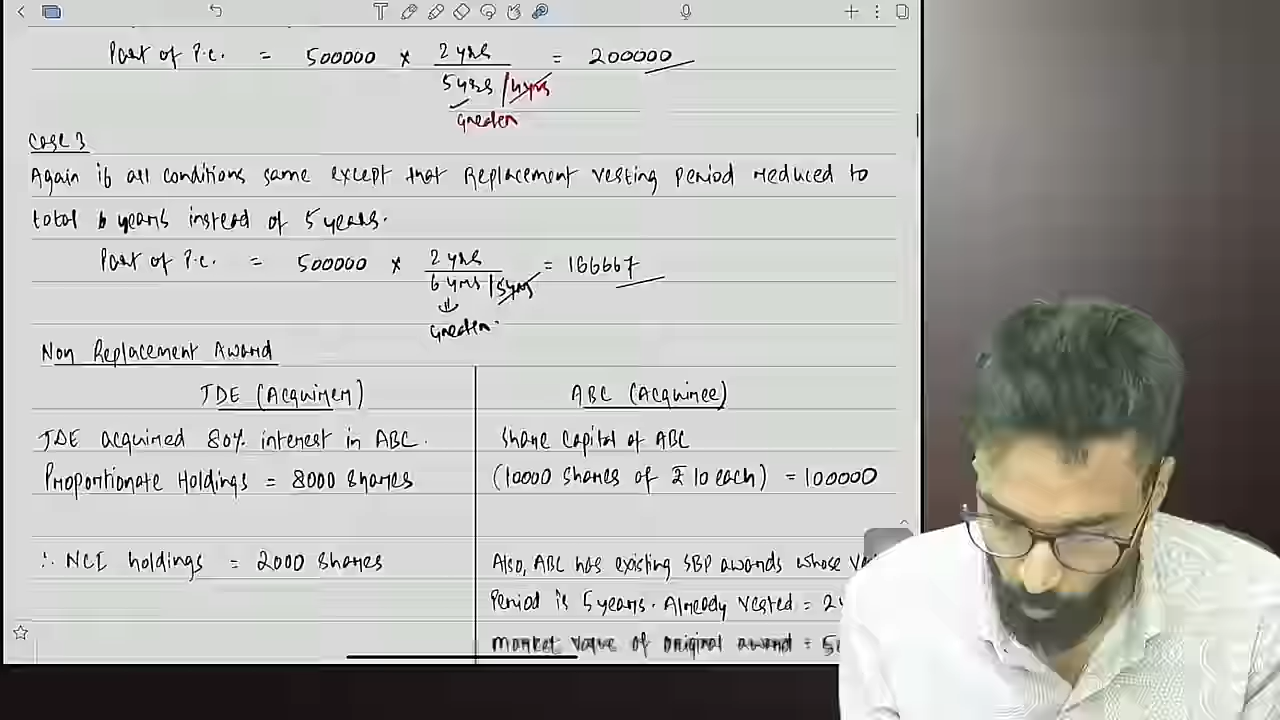 Part of P.C. = 500000 × 2 yrs = 200000
5 yrs / 4 yrs
Greater
Case 3
Again if all conditions same except that Replacement vesting period reduced to
total 6 years instead of 5 years.
Part of P.C. = 500000 × 2 yrs = 166667
6 yrs / 5 yrs
Greater
Non Replacement Award
JDE (Acquirer)
JDE acquired 80% interest in ABC.
Proportionate Holdings = 8000 Shares
∴ NCI holdings = 2000 Shares
ABC (Acquiree)
Share Capital of ABC
(10000 Shares of ₹ 10 each) = 100000
Also, ABC has existing SBP awards whose
Period is 5 years. Already vested = 2
market value of original award =